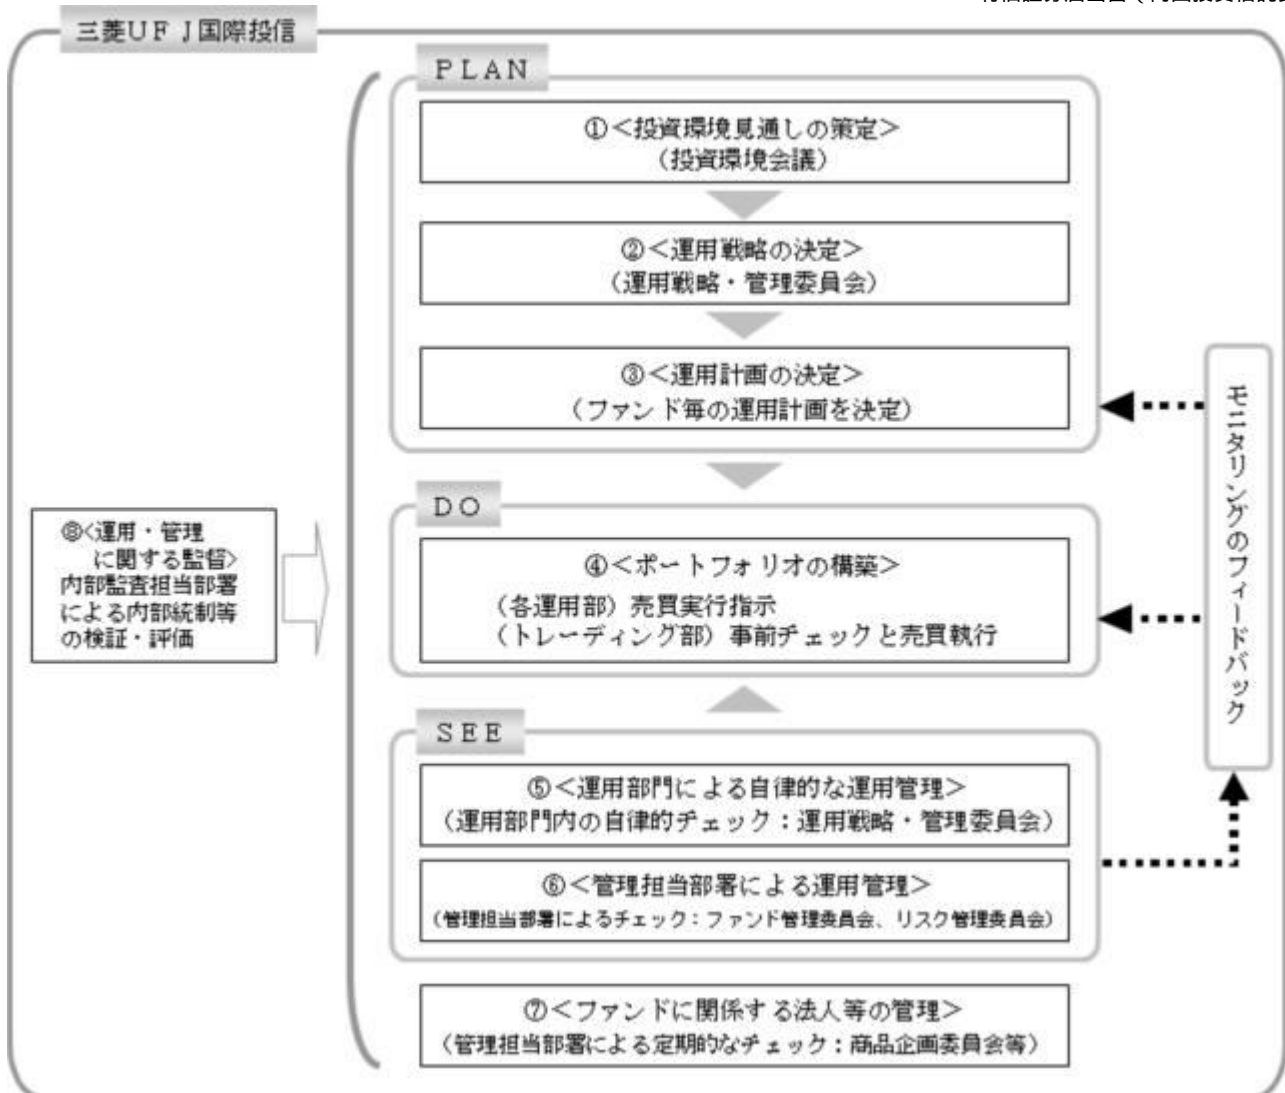 三菱UFJ国際投信
PLAN
①<投資環境見通しの策定>
(投資環境会議)
②<運用戦略の決定>
(運用戦略・管理委員会)
③<運用計画の決定>
(ファンド毎の運用計画を決定)
DO
④<ポートフォリオの構築>
(各運用部)売買実行指示
(トレーディング部)事前チェックと売買執行
SEE
⑤<運用部門による自律的な運用管理>
(運用部門内の自律的チェック:運用戦略・管理委員会)
⑥<管理担当部署による運用管理>
(管理担当部署によるチェック:ファンド管理委員会、リスク管理委員会)
⑦<ファンドに関係する法人等の管理>
(管理担当部署による定期的なチェック:商品企画委員会等)
⑧<運用・管理
に関する監督>
内部監査担当部署
による内部統制等
の検証・評価
モニタリングのフィードバック